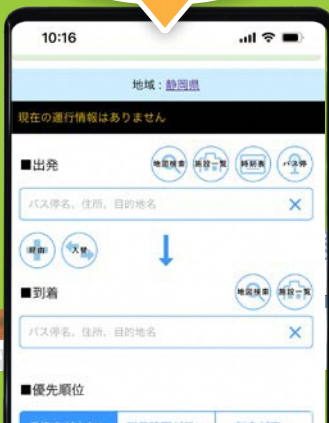 10:16
地域：静岡県
現在の運行情報はありません
■出発
地図検索 施設一覧 時刻表 バス停
バス停名、住所、目的地名
経由 入替
■到着
地図検索 施設一覧
バス停名、住所、目的地名
■優先順位